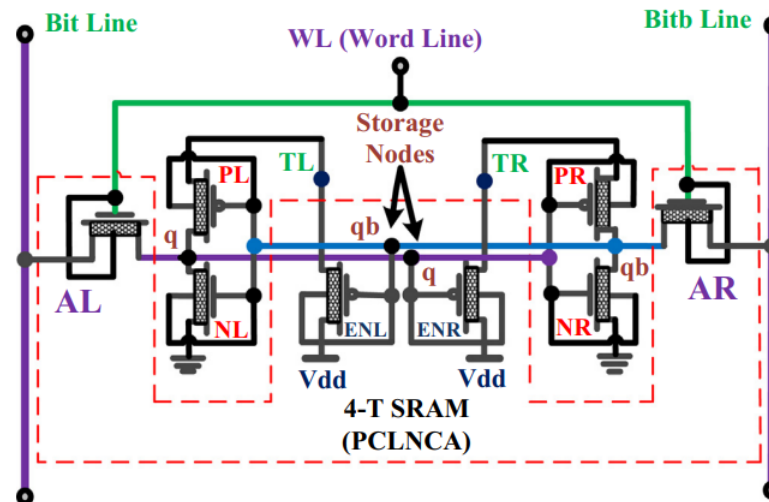 Bit Line
Bitb Line
WL (Word Line)
Storage
Nodes
TL
TR
PL
PR
q
qb
q
qb
AL
AR
NL
ENL
ENR
NR
Vdd
Vdd
4-T SRAM
(PCLNCA)